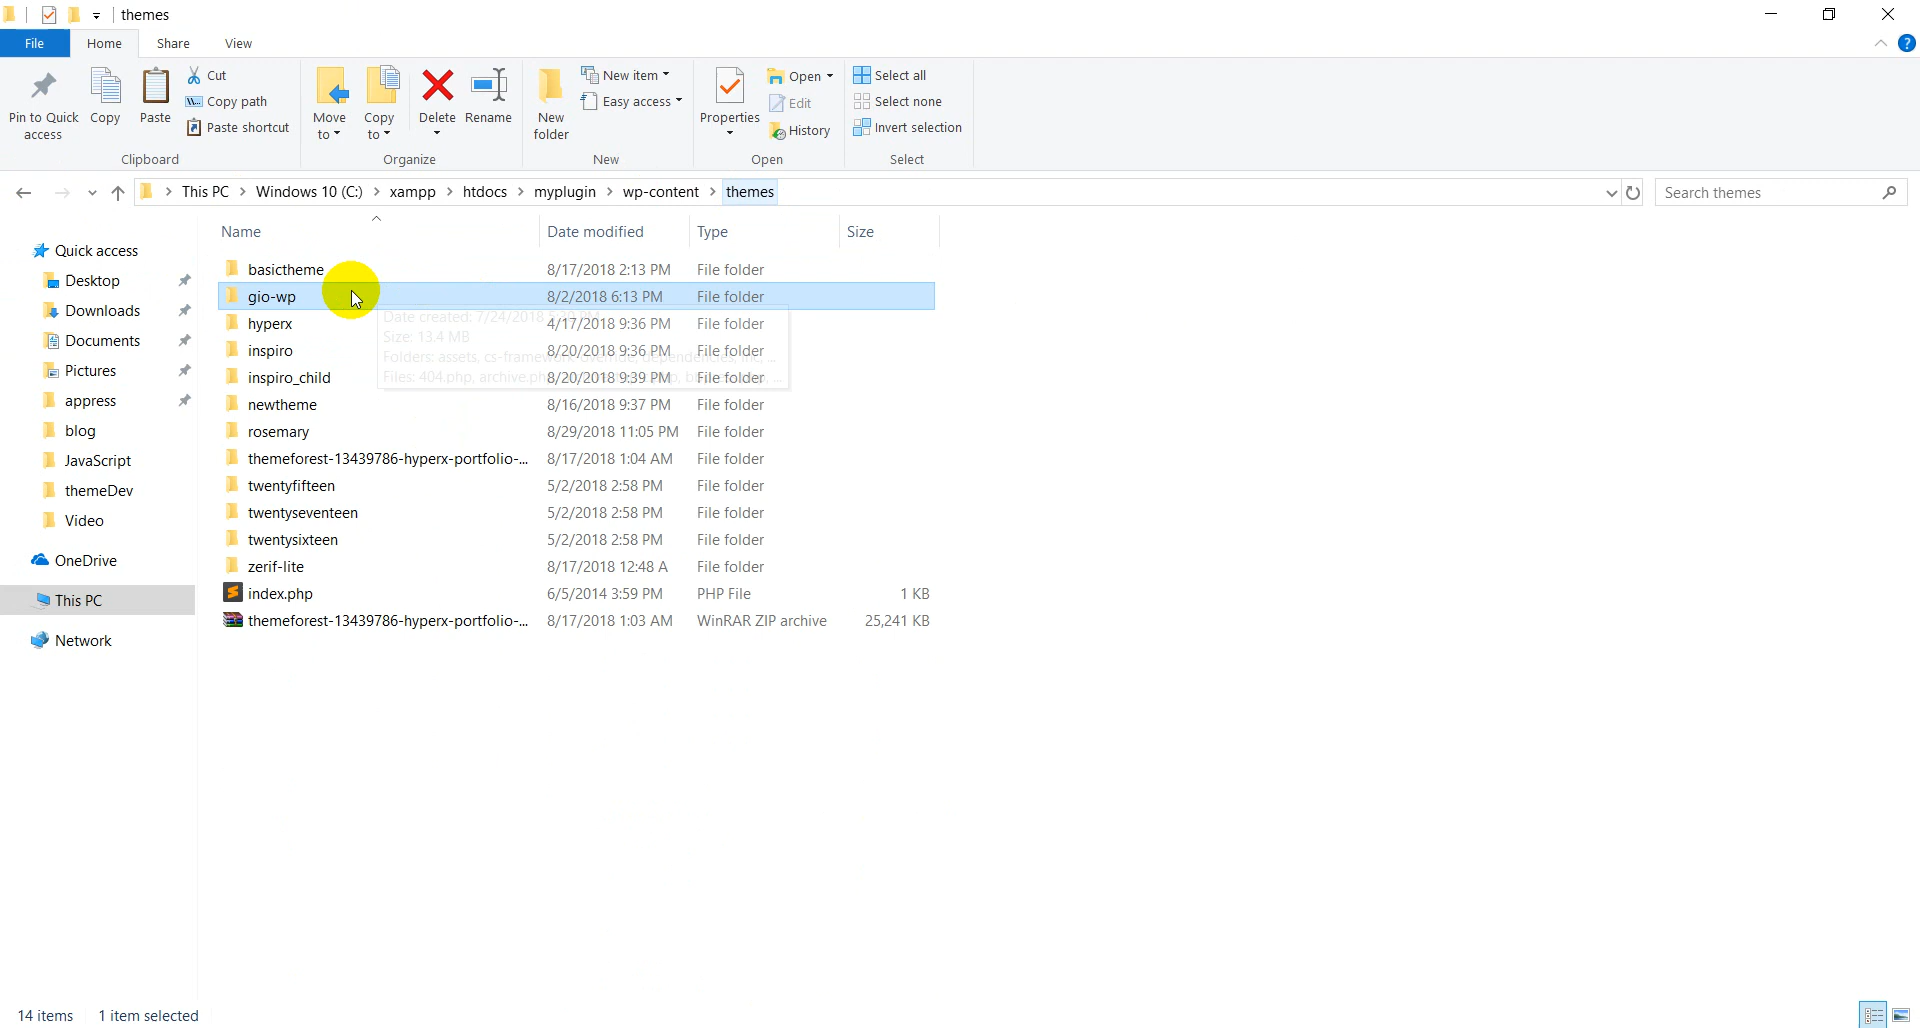 themes
File Home Share View
Pin to Quick access
Copy
Paste
Cut
Copy path
Paste shortcut
Clipboard
Move to
Copy to
Delete
Rename
Organize
New folder
New item
Easy access
New
Properties
Open
Edit
History
Open
Select all
Select none
Invert selection
Select
This PC > Windows 10 (C:) > xampp > htdocs > myplugin > wp-content > themes
Search themes
Quick access
Desktop
Downloads
Documents
Pictures
appress
blog
JavaScript
themeDev
Video
OneDrive
This PC
Network
Name Date modified Type Size
basictheme 8/17/2018 2:13 PM File folder
gio-wp 8/2/2018 6:13 PM File folder
hyperx 4/17/2018 9:36 PM File folder
inspiro 8/20/2018 9:36 PM File folder
inspiro_child 8/20/2018 9:39 PM File folder
newtheme 8/16/2018 9:37 PM File folder
rosemary 8/29/2018 11:05 PM File folder
themeforest-13439786-hyperx-portfolio-... 8/17/2018 1:04 AM File folder
twentyfifteen 5/2/2018 2:58 PM File folder
twentyseventeen 5/2/2018 2:58 PM File folder
twentysixteen 5/2/2018 2:58 PM File folder
zerif-lite 8/17/2018 12:48 A File folder
index.php 6/5/2014 3:59 PM PHP File 1 KB
themeforest-13439786-hyperx-portfolio-... 8/17/2018 1:03 AM WinRAR ZIP archive 25,241 KB
Date created: 7/24/2018
Size: 13.4 MB
Folders: assets,
Files: 404.php,
14 items 1 item selected